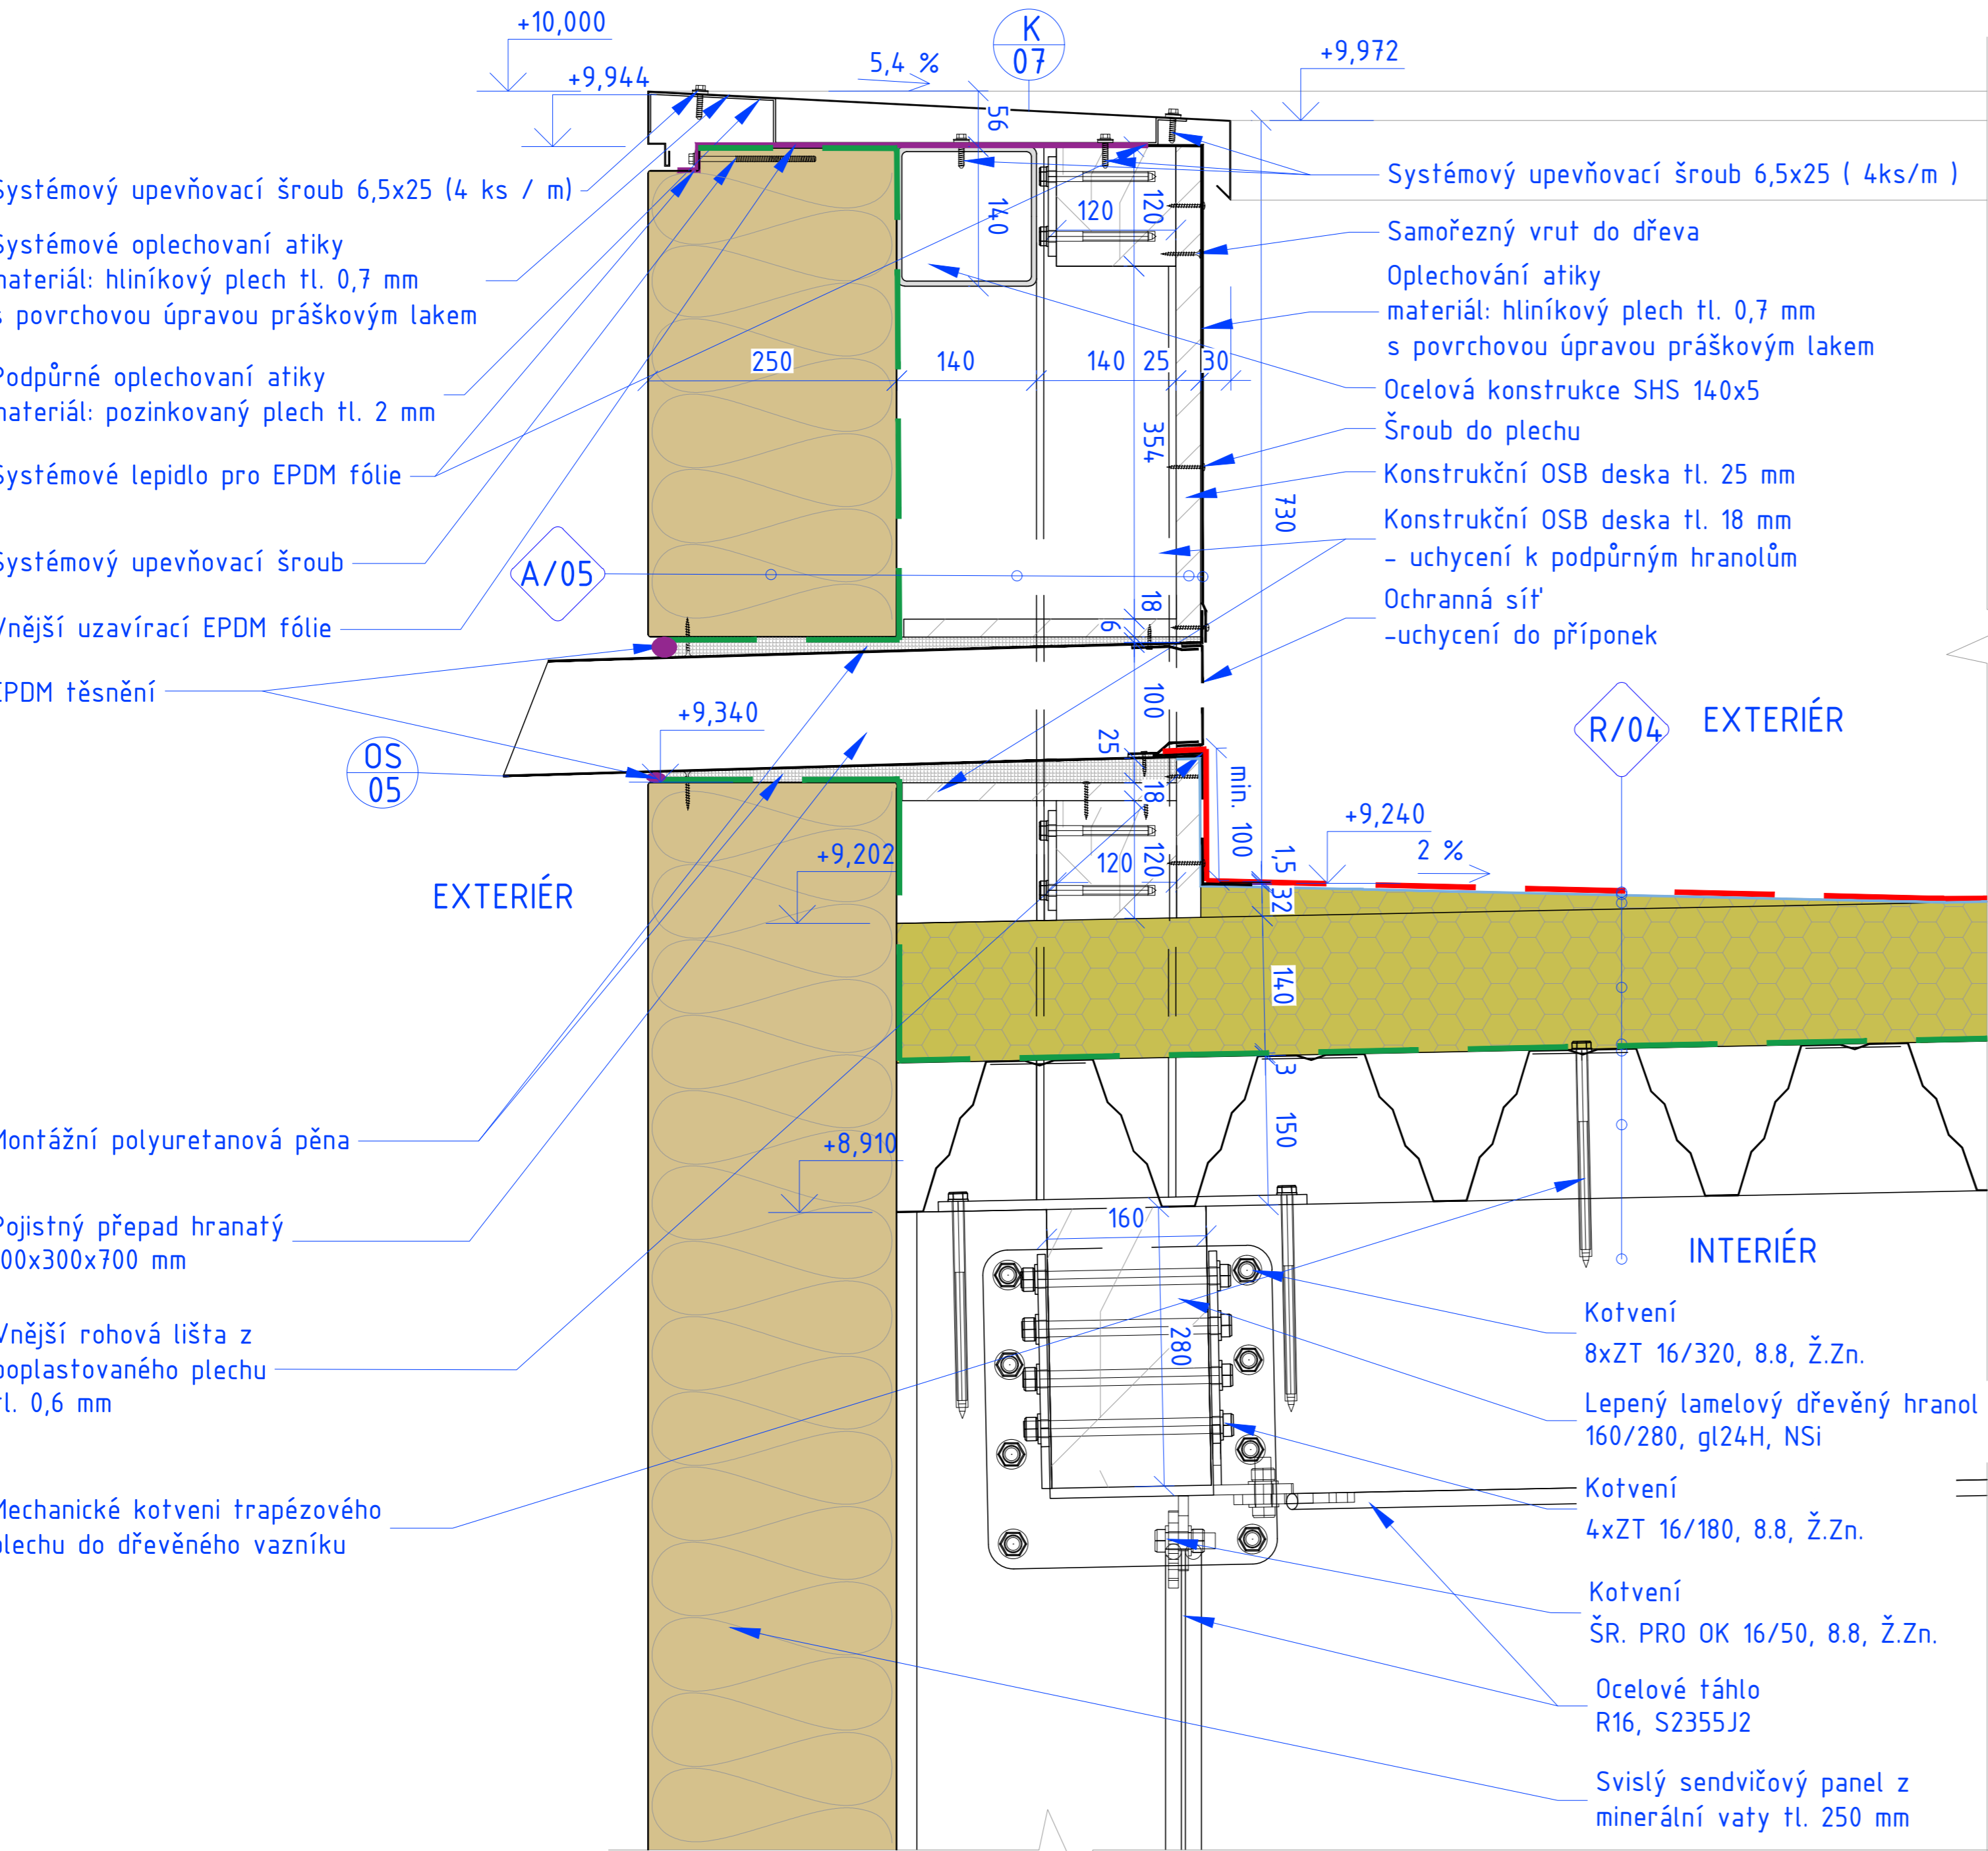 +10,000
K
07
+9,972
5,4 %
+9,944
56
Systémový upevňovací šroub 6,5x25 (4 ks / m)
Systémové oplechovaní atiky
materiál: hliníkový plech tl. 0,7 mm
s povrchovou úpravou práškovým lakem
Podpůrné oplechovaní atiky
materiál: pozinkovaný plech tl. 2 mm
Systémové lepidlo pro EPDM fólie
Systémový upevňovací šroub
Vnější uzavírací EPDM fólie
EPDM těsnění
A/05
OS
05
+9,340
EXTERIÉR
+9,202
+8,910
Montážní polyuretanová pěna
Pojistný přepad hranatý
00x300x700 mm
Vnější rohová lišta z
poplastovaného plechu
tl. 0,6 mm
Mechanické kotveni trapézového
plechu do dřevěného vazníku
140
120
120
250
140
140
25
30
354
730
18
6
100
25
18
120
120
min. 100
1,5
32
140
3
150
160
280
Systémový upevňovací šroub 6,5x25 ( 4ks/m )
Samořezný vrut do dřeva
Oplechování atiky
materiál: hliníkový plech tl. 0,7 mm
s povrchovou úpravou práškovým lakem
Ocelová konstrukce SHS 140x5
Šroub do plechu
Konstrukční OSB deska tl. 25 mm
Konstrukční OSB deska tl. 18 mm
- uchycení k podpůrným hranolům
Ochranná síť
-uchycení do příponek
R/04
EXTERIÉR
+9,240
2 %
INTERIÉR
Kotvení
8xZT 16/320, 8.8, Ž.Zn.
Lepený lamelový dřevěný hranol
160/280, gl24H, NSi
Kotvení
4xZT 16/180, 8.8, Ž.Zn.
Kotvení
ŠR. PRO OK 16/50, 8.8, Ž.Zn.
Ocelové táhlo
R16, S2355J2
Svislý sendvičový panel z
minerální vaty tl. 250 mm